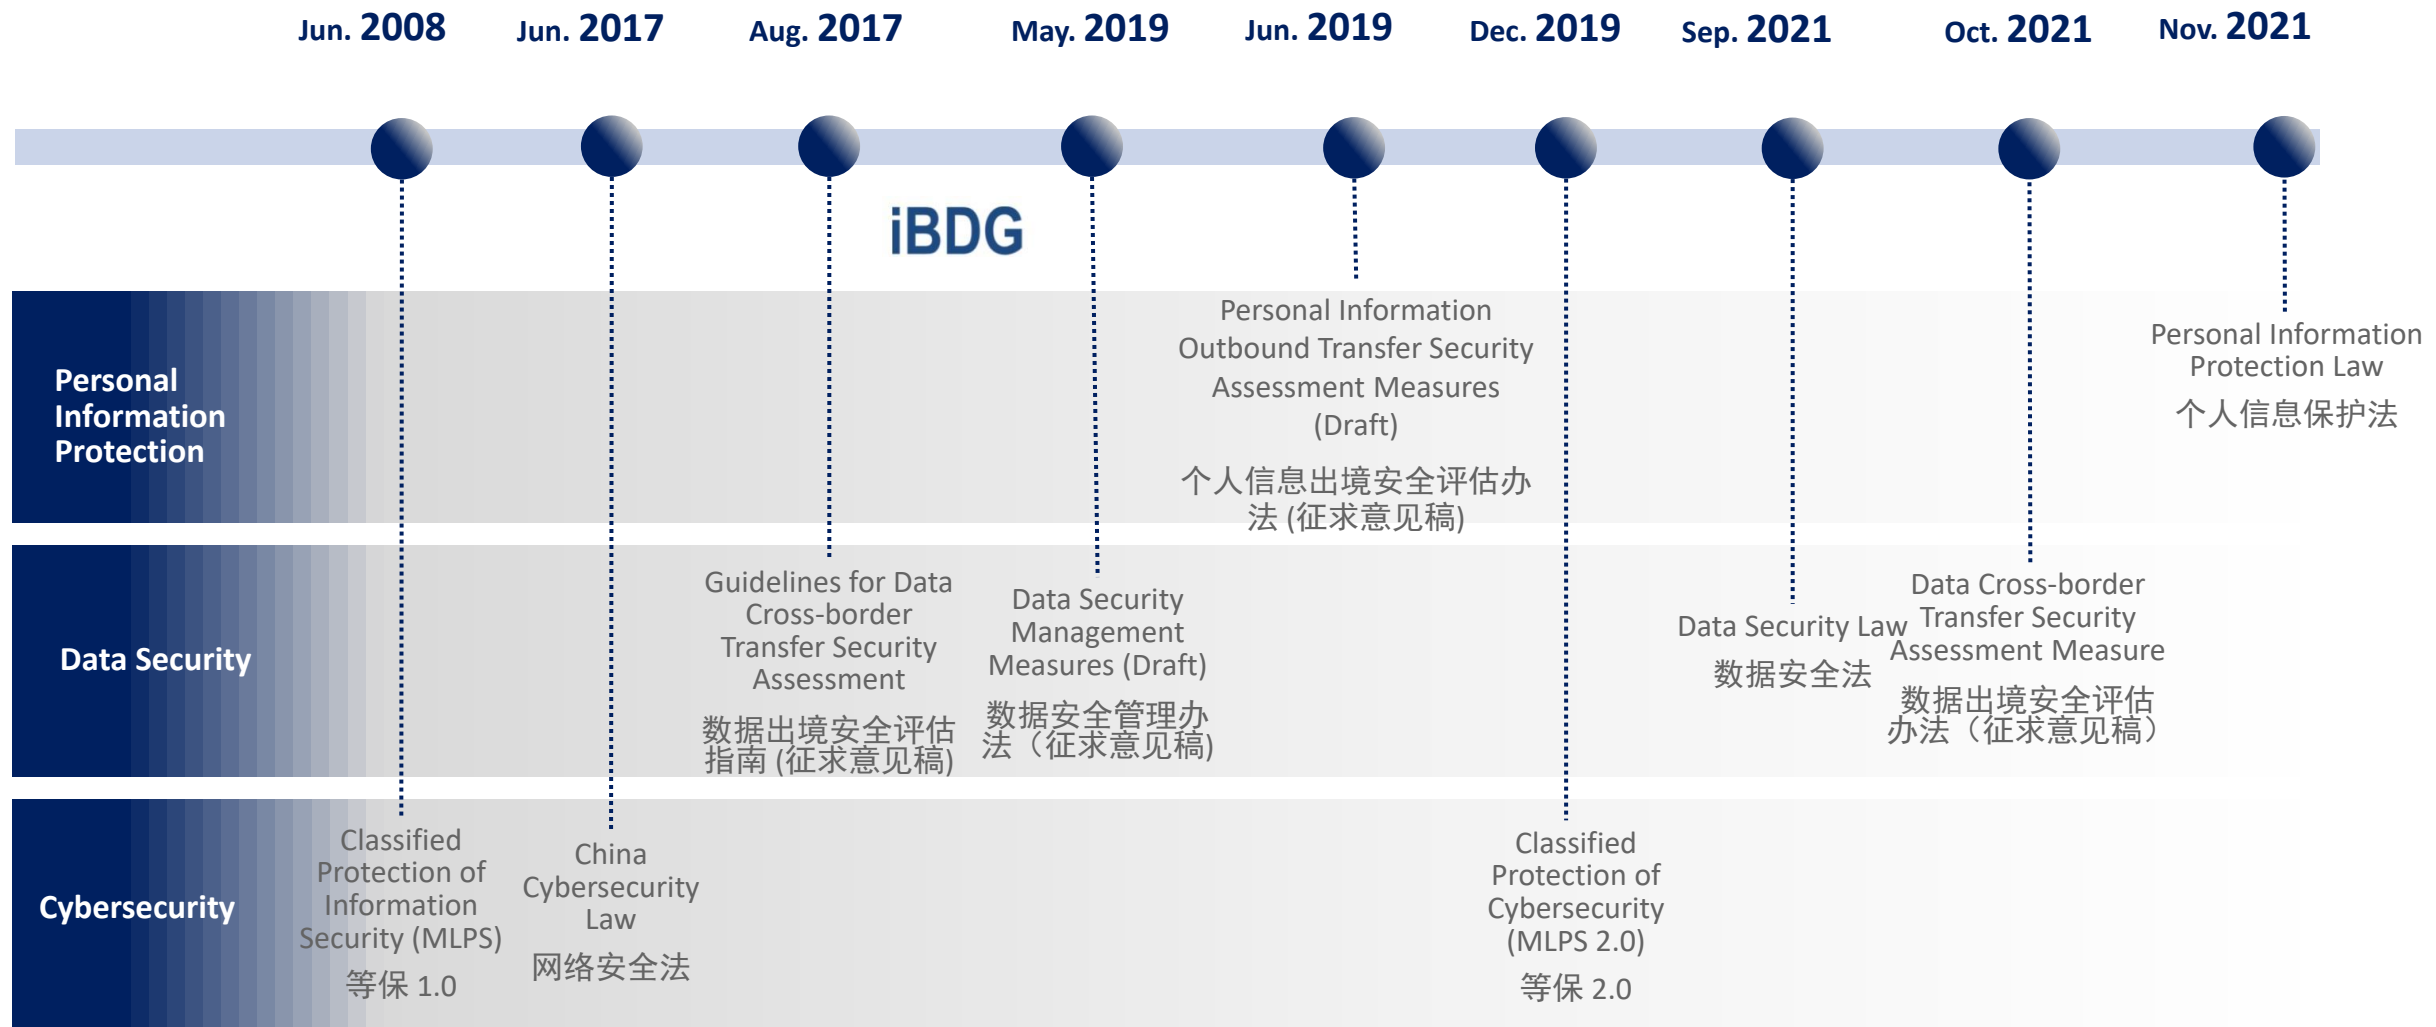 Jun. 2008
Jun. 2017
Aug. 2017
May. 2019
Jun. 2019
Dec. 2019
Sep. 2021
Oct. 2021
Nov. 2021
iBDG
Personal
Information
Protection
Personal Information
Outbound Transfer Security
Assessment Measures
(Draft)
个人信息出境安全评估办
法 (征求意见稿)
Personal Information
Protection Law
个人信息保护法
Data Security
Guidelines for Data
Cross-border
Transfer Security
Assessment
数据出境安全评估
指南 (征求意见稿)
Data Security
Management
Measures (Draft)
数据安全管理办
法（征求意见稿)
Data Security Law
数据安全法
Data Cross-border
Transfer Security
Assessment Measure
数据出境安全评估
办法（征求意见稿）
Cybersecurity
Classified
Protection of
Information
Security (MLPS)
等保 1.0
China
Cybersecurity
Law
网络安全法
Classified
Protection of
Cybersecurity
(MLPS 2.0)
等保 2.0